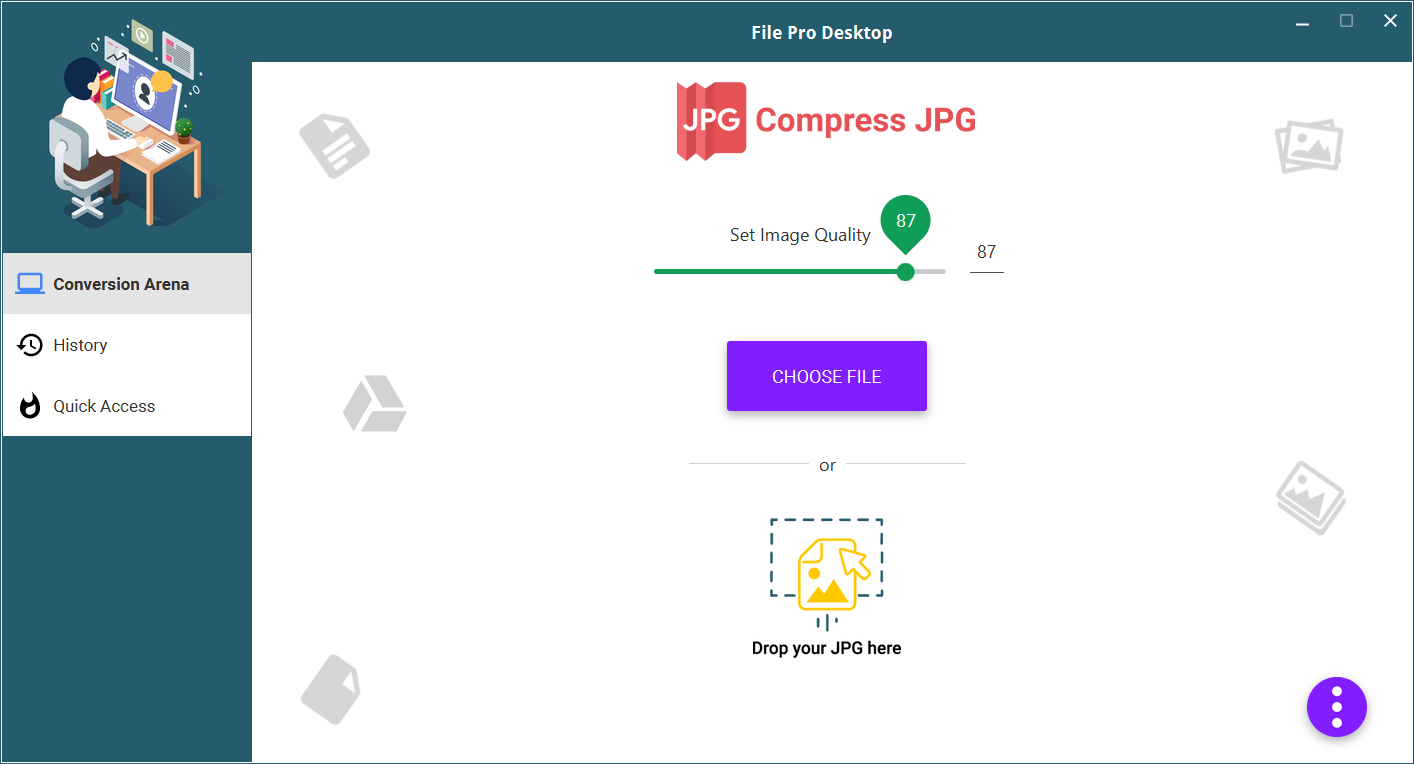 File Pro Desktop
JPG Compress JPG
87
Set Image Quality
87
Conversion Arena
History
Quick Access
CHOOSE FILE
or
Drop your JPG here